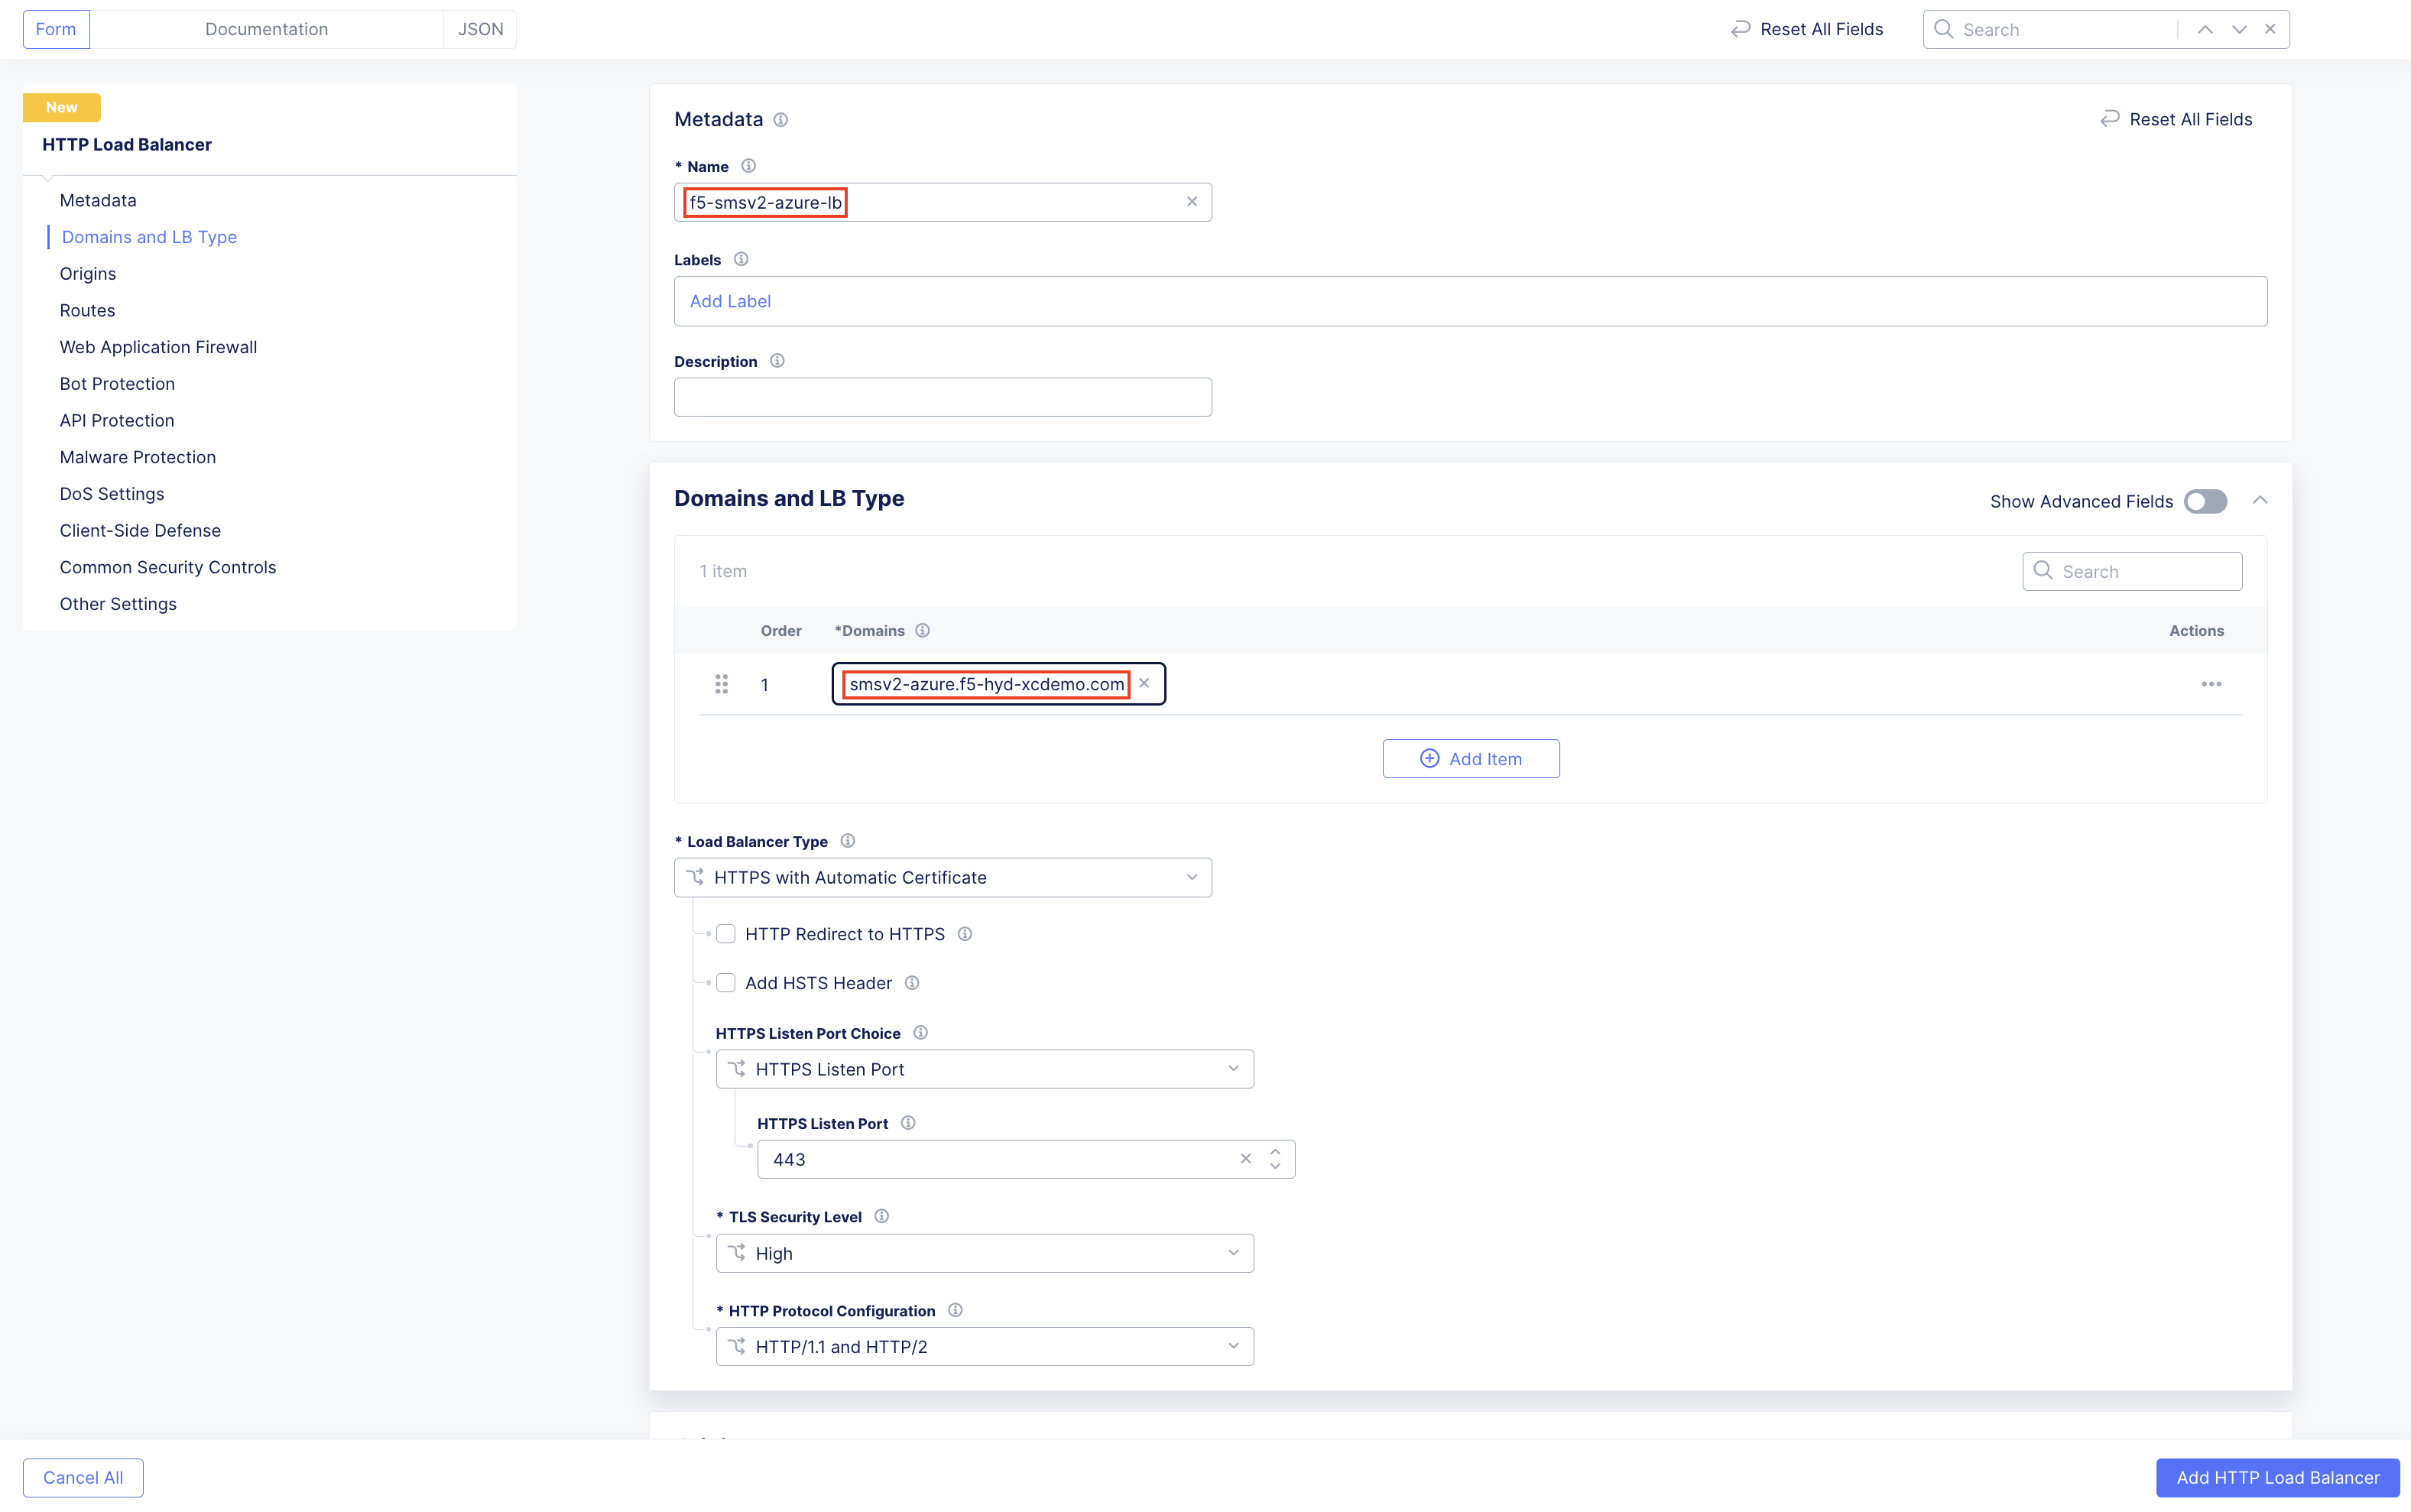 Form
Documentation
JSON
Reset All Fields
Search
New
HTTP Load Balancer
Metadata
Domains and LB Type
Origins
Routes
Web Application Firewall
Bot Protection
API Protection
Malware Protection
DoS Settings
Client-Side Defense
Common Security Controls
Other Settings
Metadata
Reset All Fields
* Name
f5-smsv2-azure-lb
Labels
Add Label
Description
Domains and LB Type
Show Advanced Fields
1 item
Search
Order
*Domains
Actions
1
smsv2-azure.f5-hyd-xcdemo.com
Add Item
* Load Balancer Type
HTTPS with Automatic Certificate
HTTP Redirect to HTTPS
Add HSTS Header
HTTPS Listen Port Choice
HTTPS Listen Port
HTTPS Listen Port
443
* TLS Security Level
High
* HTTP Protocol Configuration
HTTP/1.1 and HTTP/2
Cancel All
Add HTTP Load Balancer